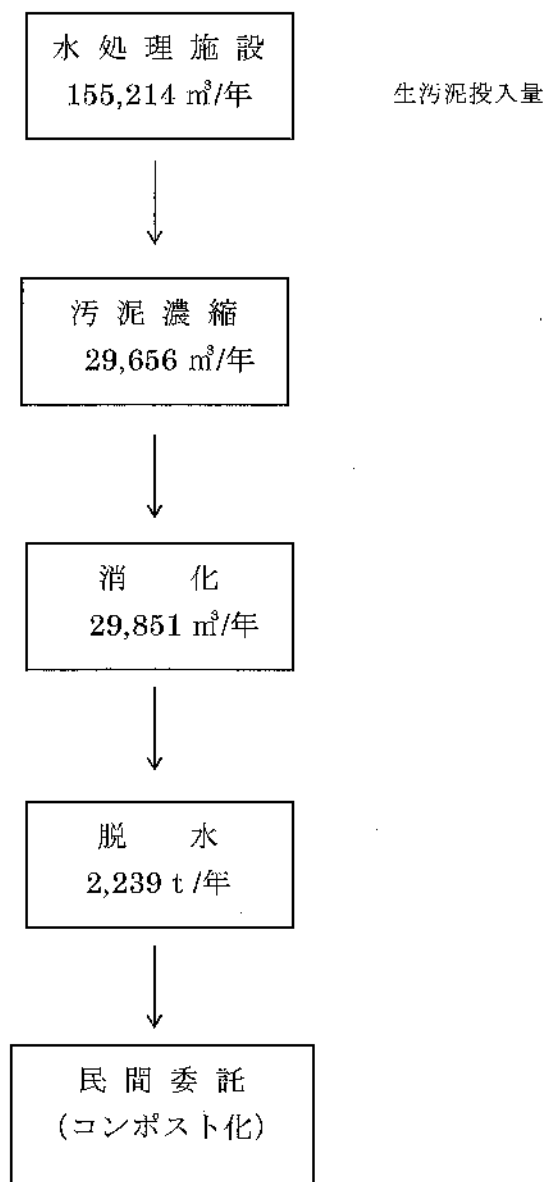 水処理施設
155,214 ㎥/年
生汚泥投入量
汚泥濃縮
29,656 ㎥/年
消化
29,851 ㎥/年
脱水
2,239 t/年
民間委託
(コンポスト化)